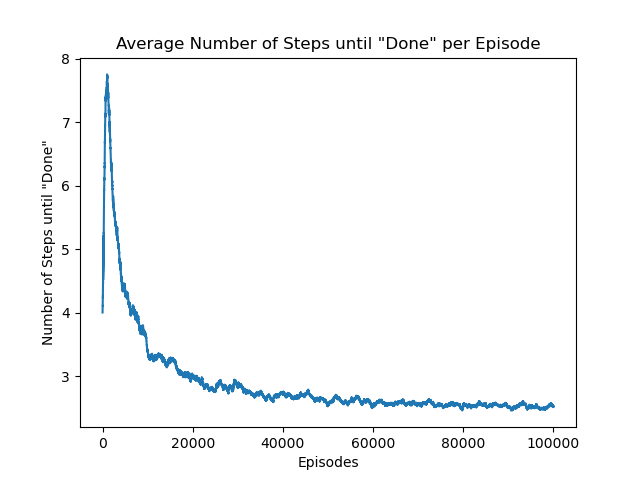 Average Number of Steps until "Done" per Episode
8
7
6
5
4
3
Number of Steps until "Done"
0 20000 40000 60000 80000 100000
Episodes